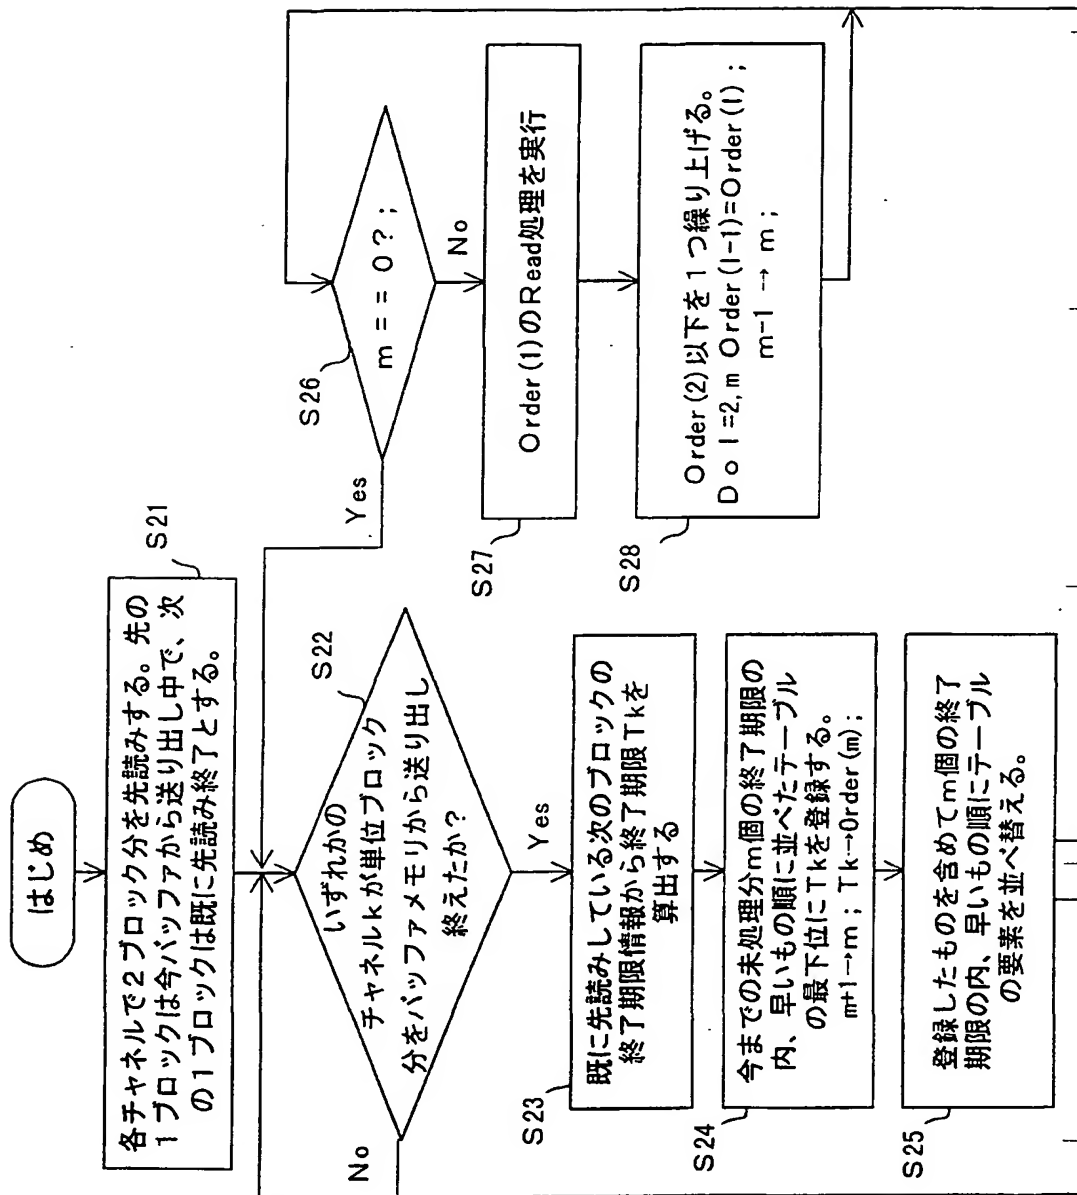 はじめ
S21
各チャネルで2ブロック分を先読みする。先の
1ブロックは今バッファから送り出し中で、次
の1ブロックは既に先読み終了とする。
S22
いずれかの
チャネルkが単位ブロック
分をバッファメモリから送り出し
終えたか?
No
Yes
S23
既に先読みしている次のブロックの
終了期限情報から終了期限Tkを
算出する
S24
今までの未処理分m個の終了期限の
内、早いもの順に並べたテーブル
の最下位にTkを登録する。
m+1→m ; Tk→Order(m);
S25
登録したものを含めてm個の終了
期限の内、早いもの順にテーブル
の要素を並べ替える。
S26
m==0?;
Yes
No
S27
Order(1)のRead処理を実行
S28
Order(2)以下を1つ繰り上げる。
Do I=2,m Order(I-1)=Order(I);
m-1 → m ;